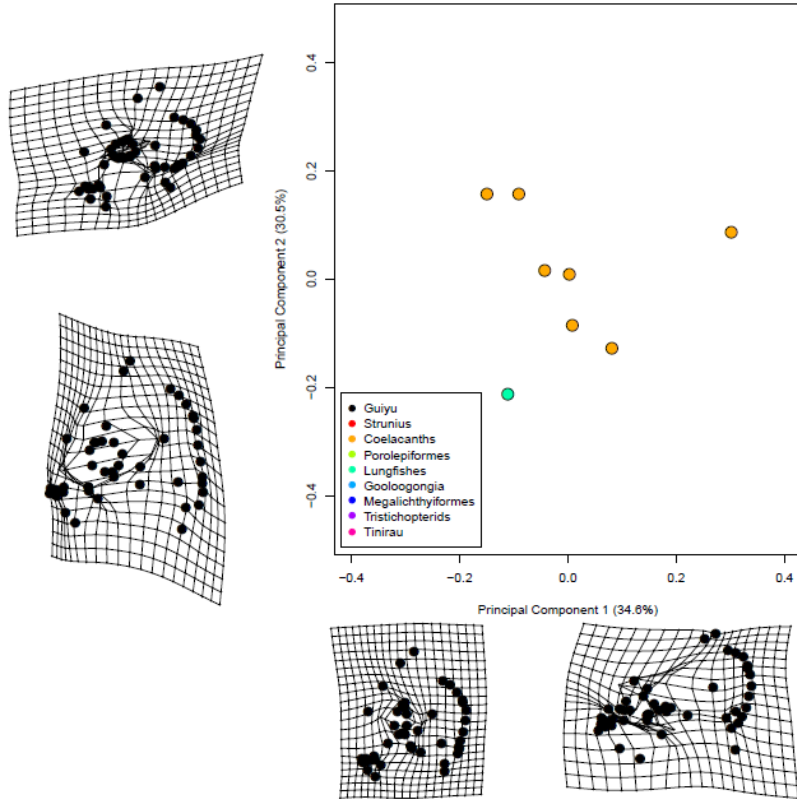 0.4
0.2
0.0
−0.2
−0.4
Principal Component 2 (30.5%)
Guiyu
Strunius
Coelacanths
Porolepiformes
Lungfishes
Gooloogongia
Megalichthyiformes
Tristichopterids
Tinirau
−0.4 −0.2 0.0 0.2 0.4
Principal Component 1 (34.6%)